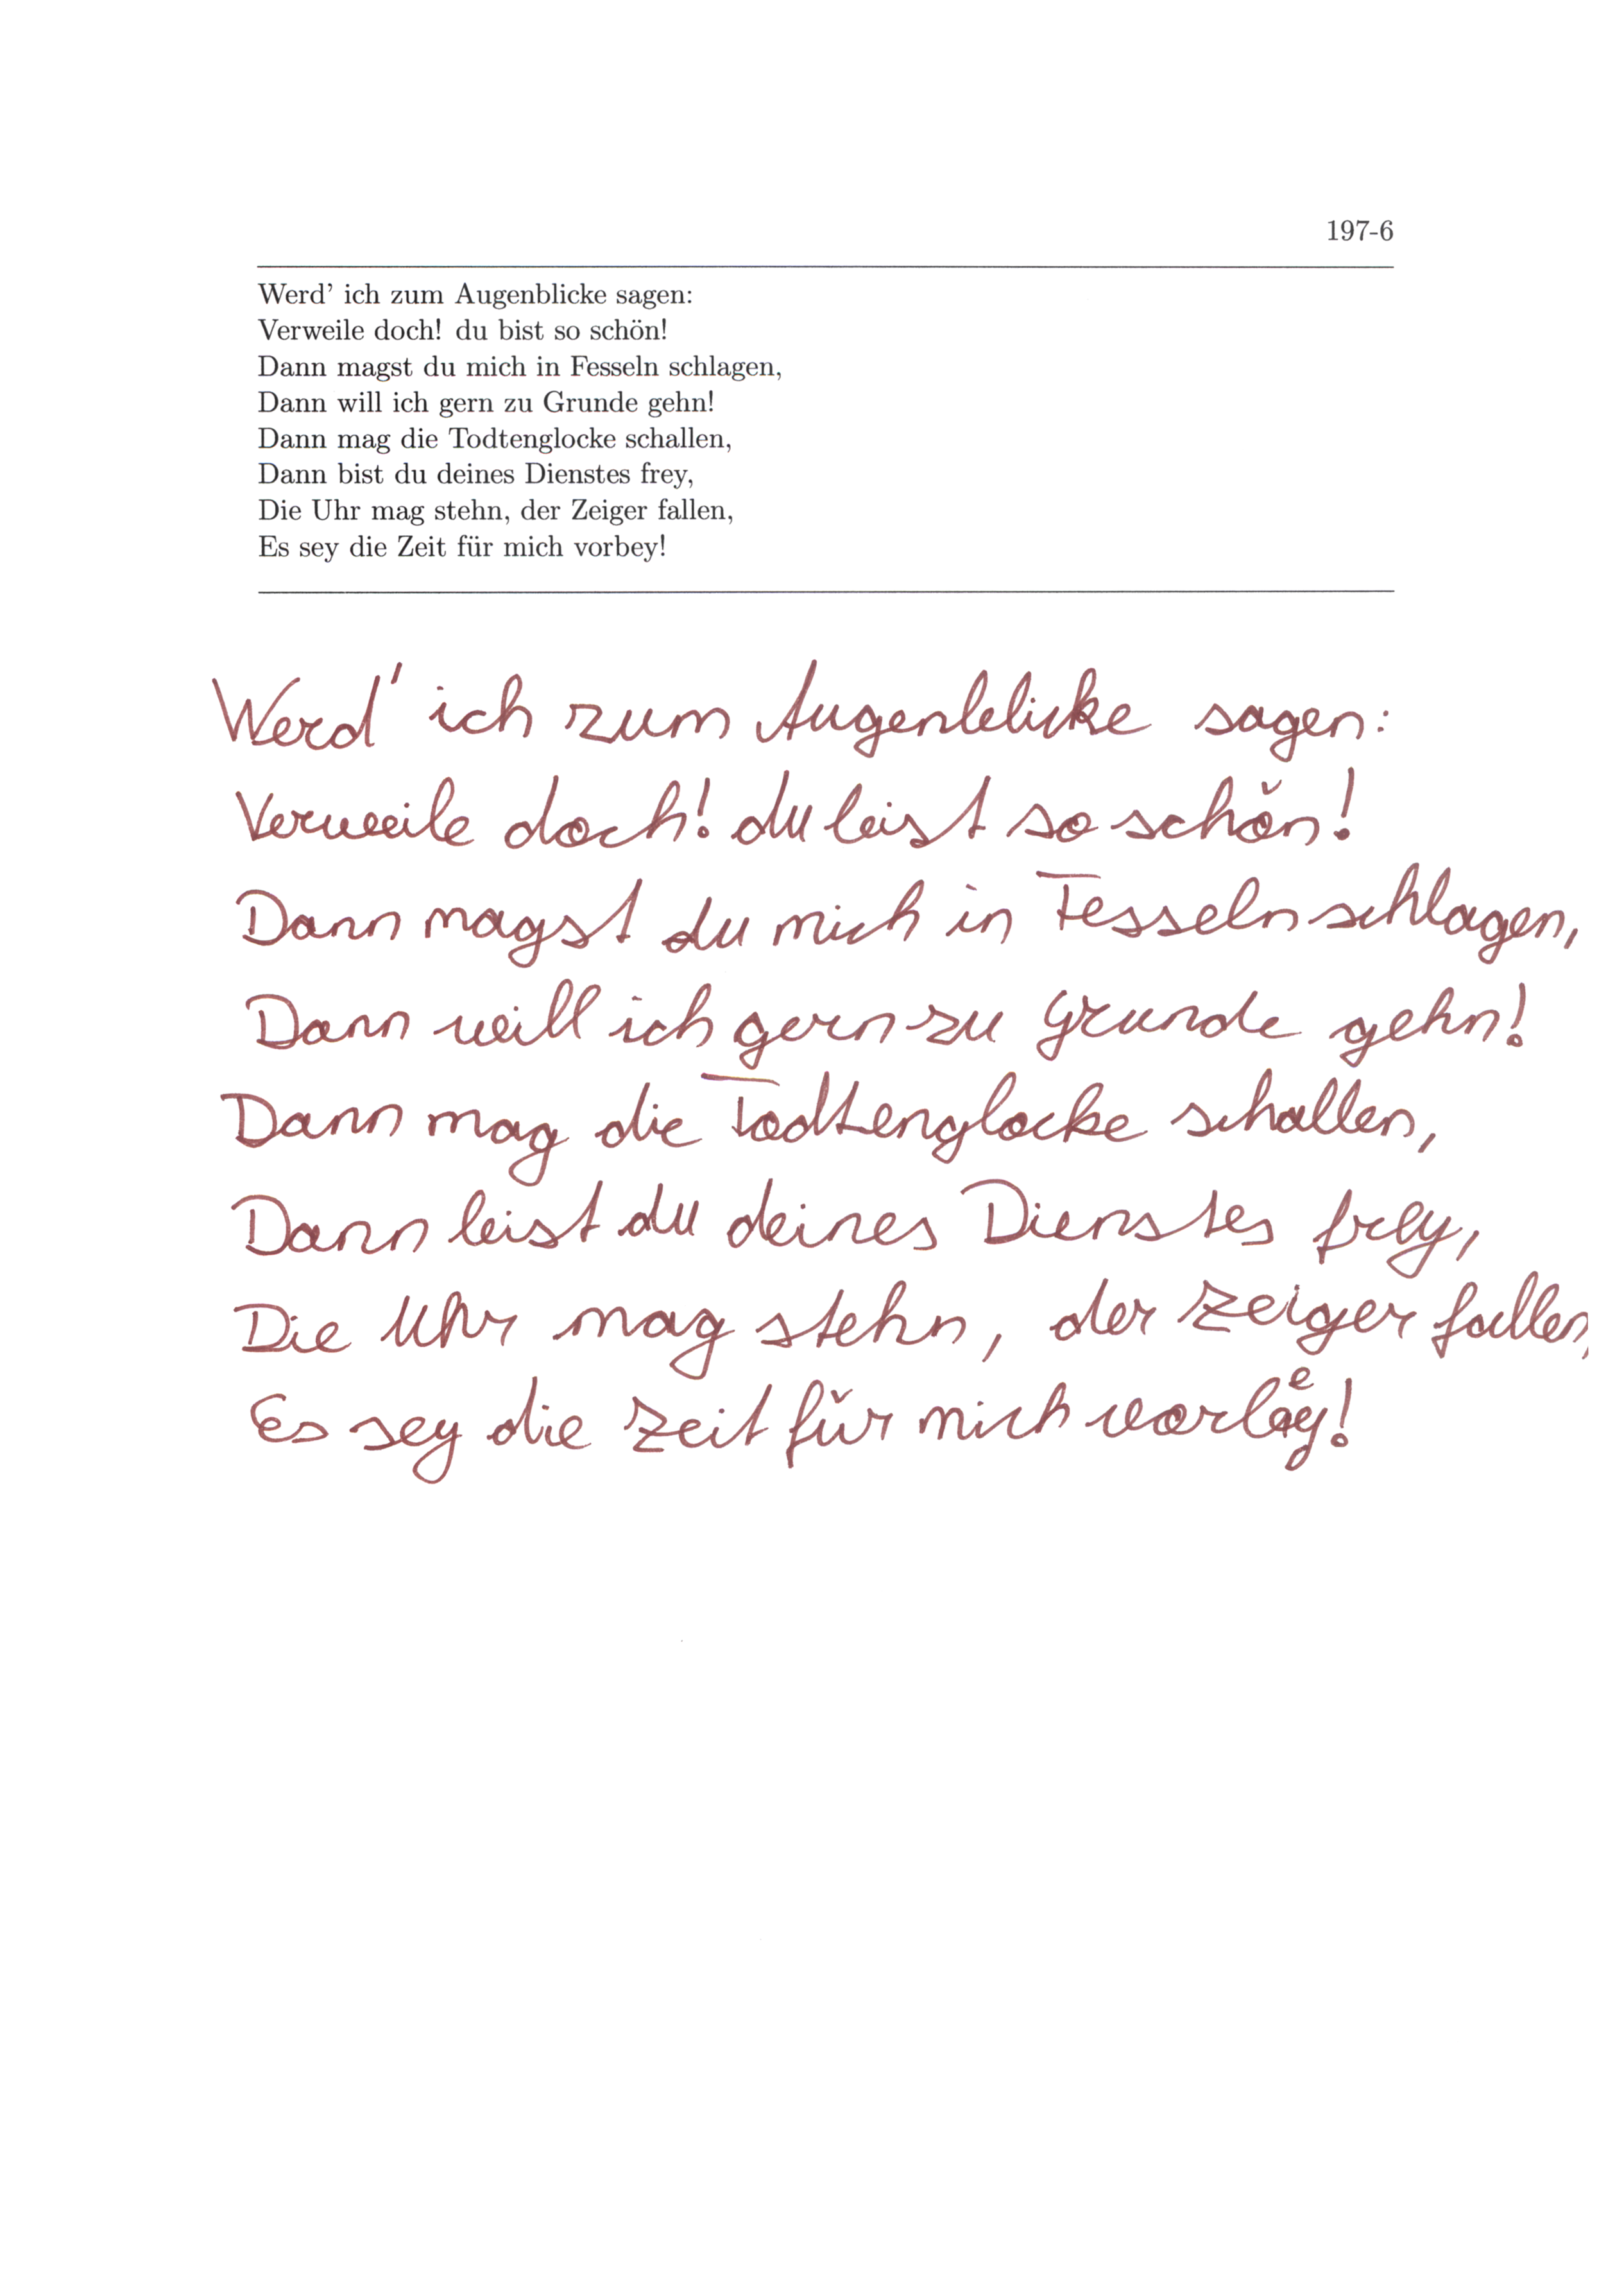 197-6
Werd' ich zum Augenblicke sagen:
Verweile doch! du bist so schön!
Dann magst du mich in Fesseln schlagen,
Dann will ich gern zu Grunde gehn!
Dann mag die Todtenglocke schallen,
Dann bist du deines Dienstes frey,
Die Uhr mag stehn, der Zeiger fallen,
Es sey die Zeit für mich vorbey!
Werd' ich zum Augenblicke sagen:
Verweile doch! du bist so schön!
Dann magst du mich in Fesseln schlagen,
Dann will ich gern zu Grunde gehn!
Dann mag die Todtenglocke schallen,
Dann bist du deines Dienstes frey,
Die Uhr mag stehn, der Zeiger fallen,
Es sey die Zeit für mich vorbey!